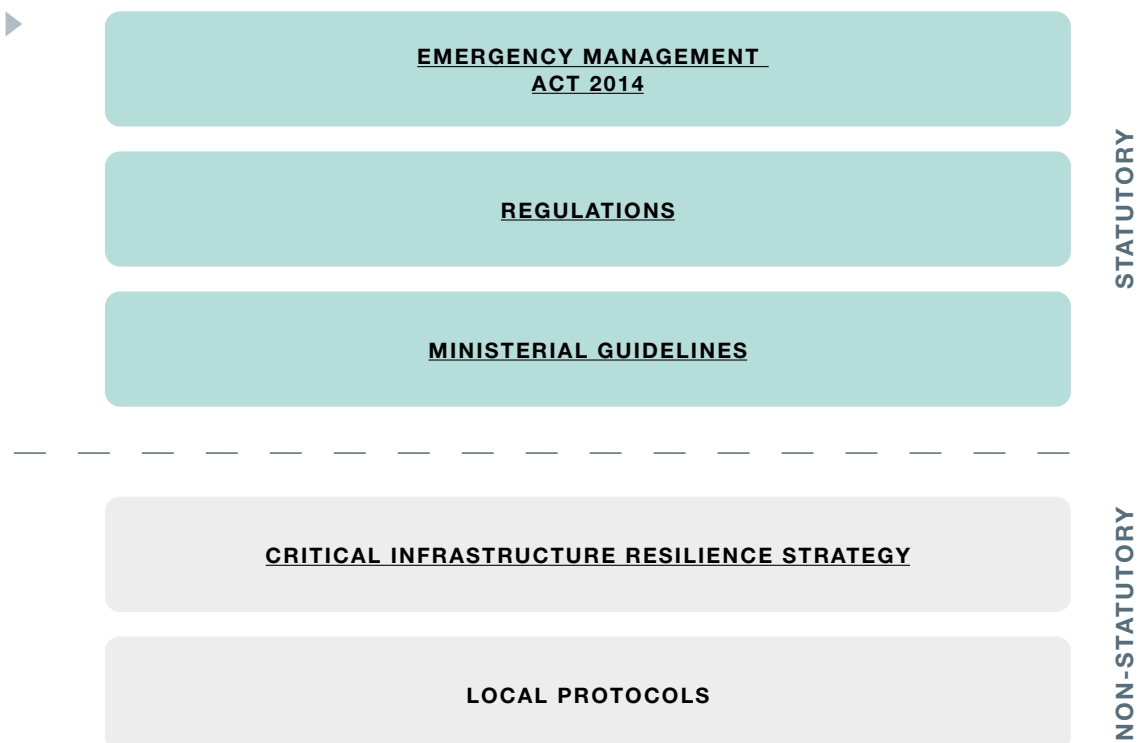 EMERGENCY MANAGEMENT
ACT 2014
REGULATIONS
MINISTERIAL GUIDELINES
STATUTORY
CRITICAL INFRASTRUCTURE RESILIENCE STRATEGY
LOCAL PROTOCOLS
NON-STATUTORY